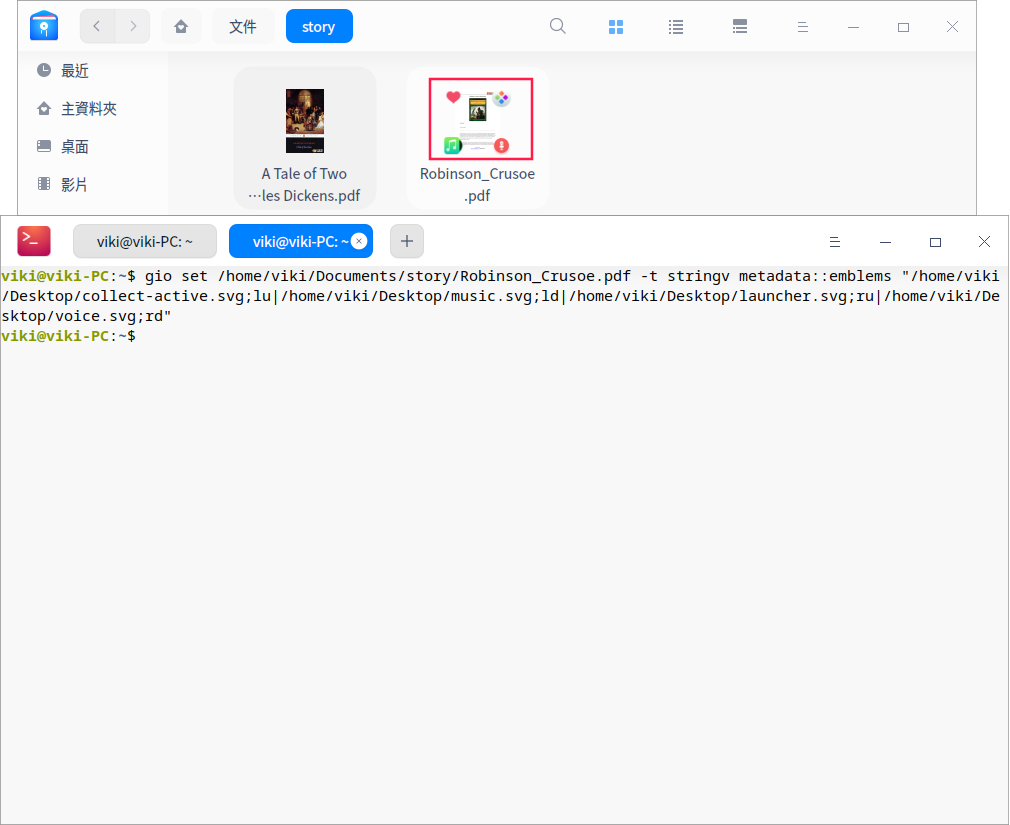 文件
story
最近
主資料夾
桌面
影片
A Tale of Two
···les Dickens.pdf
Robinson_Crusoe
.pdf
viki@viki-PC: ~
viki@viki-PC: ~
viki@viki-PC:~$ gio set /home/viki/Documents/story/Robinson_Crusoe.pdf -t stringv metadata::emblems "/home/viki
/Desktop/collect-active.svg;lu|/home/viki/Desktop/music.svg;ld|/home/viki/Desktop/launcher.svg;ru|/home/viki/De
sktop/voice.svg;rd"
viki@viki-PC:~$